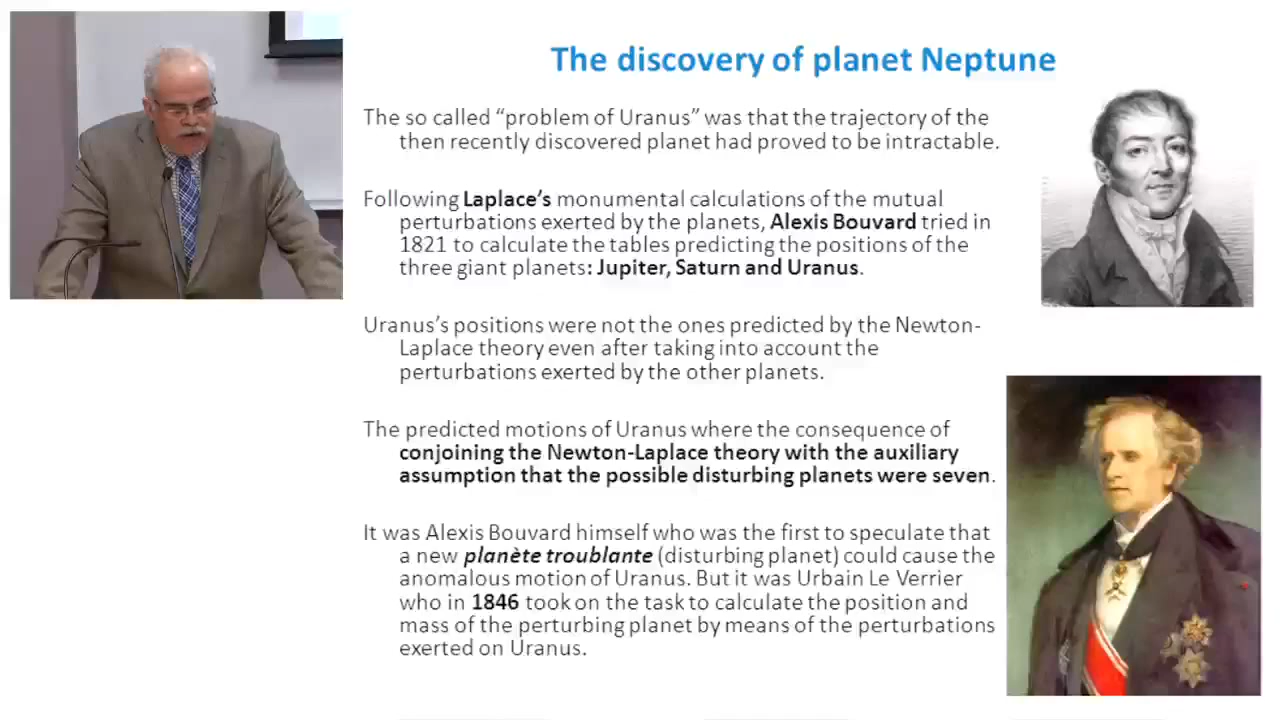 The discovery of planet Neptune
The so called “problem of Uranus” was that the trajectory of the
then recently discovered planet had proved to be intractable.
Following Laplace’s monumental calculations of the mutual
perturbations exerted by the planets, Alexis Bouvard tried in
1821 to calculate the tables predicting the positions of the
three giant planets: Jupiter, Saturn and Uranus.
Uranus’s positions were not the ones predicted by the Newton-
Laplace theory even after taking into account the
perturbations exerted by the other planets.
The predicted motions of Uranus where the consequence of
conjoining the Newton-Laplace theory with the auxiliary
assumption that the possible disturbing planets were seven.
It was Alexis Bouvard himself who was the first to speculate that
a new planète troublante (disturbing planet) could cause the
anomalous motion of Uranus. But it was Urbain Le Verrier
who in 1846 took on the task to calculate the position and
mass of the perturbing planet by means of the perturbations
exerted on Uranus.